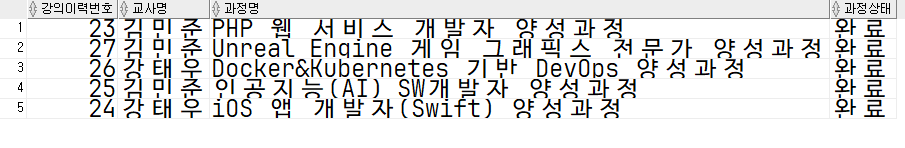 강의이력번호 교사명 과정명 과정상태
1 23 김민준 PHP 웹 서비스 개발자 양성과정 완료
2 27 김민준 Unreal Engine 게임 그래픽스 전문가 양성과정 완료
3 26 강태우 Docker&Kubernetes 기반 DevOps 양성과정 완료
4 25 김민준 인공지능(AI) SW개발자 양성과정 완료
5 24 강태우 iOS 앱 개발자(Swift) 양성과정 완료